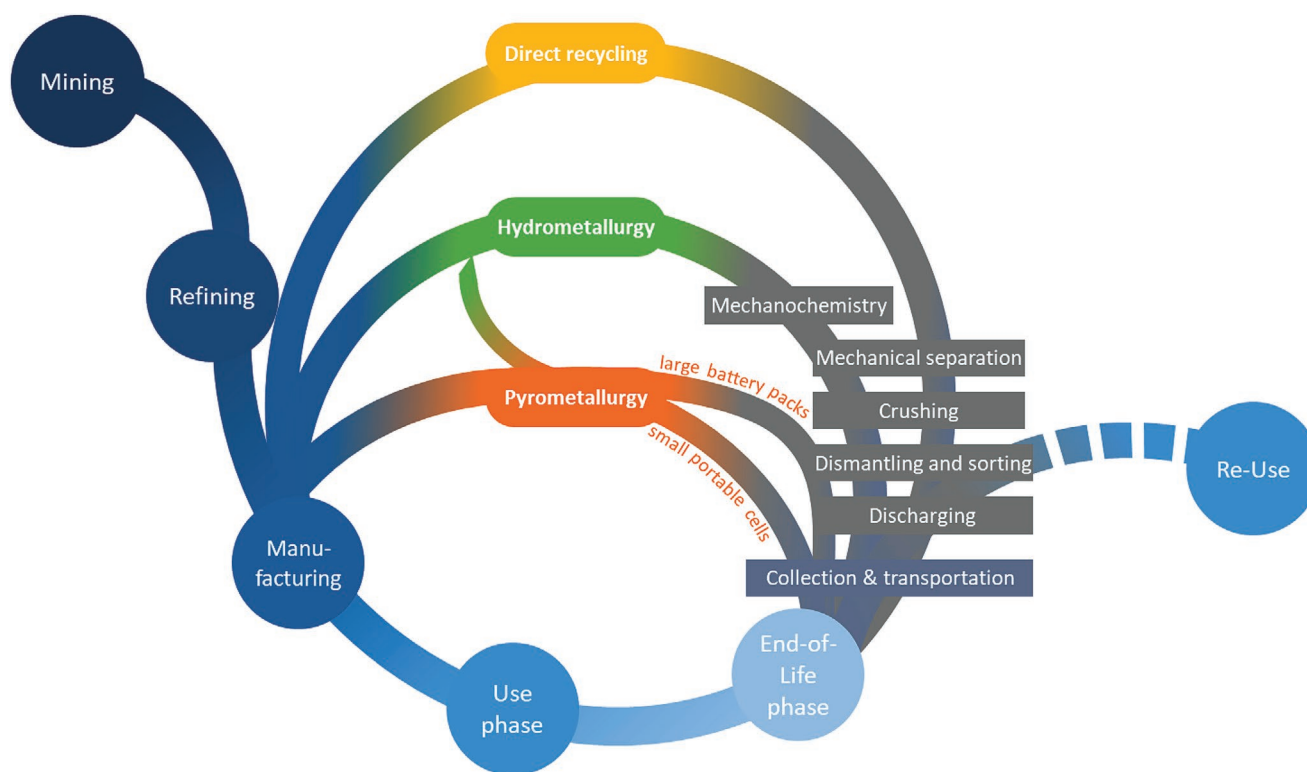 Mining
Direct recycling
Hydrometallurgy
Refining
Mechanochemistry
Mechanical separation
large battery packs
Pyrometallurgy
Crushing
small portable cells
Dismantling and sorting
Re-Use
Discharging
Manu-
facturing
Collection & transportation
End-of-
Life
phase
Use
phase